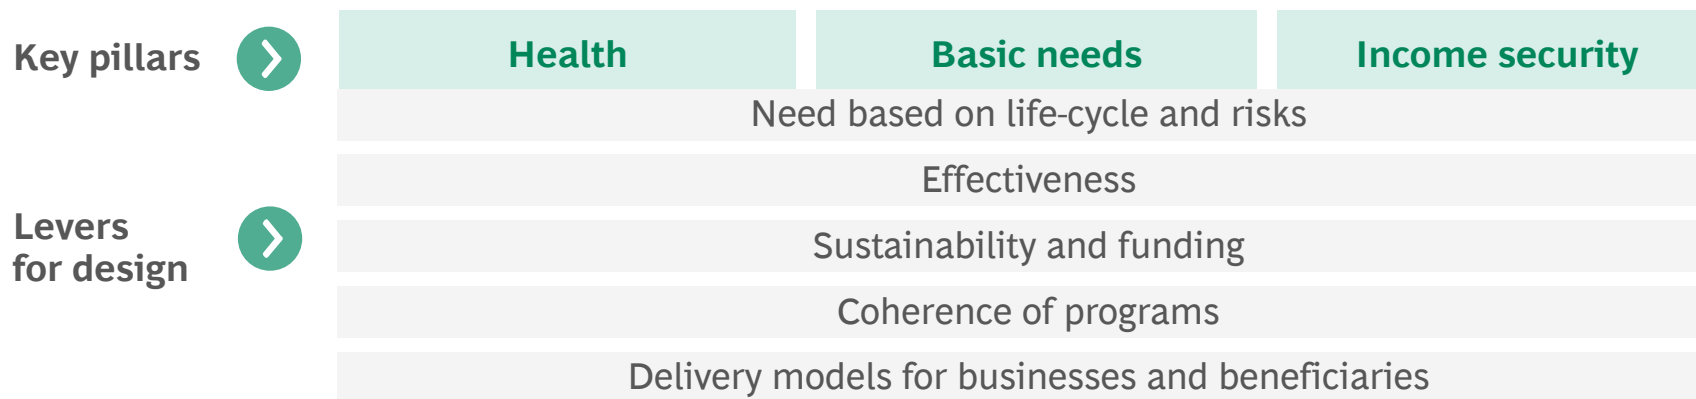 Key pillars
Health
Basic needs
Income security
Need based on life-cycle and risks
Effectiveness
Levers
for design
Sustainability and funding
Coherence of programs
Delivery models for businesses and beneficiaries